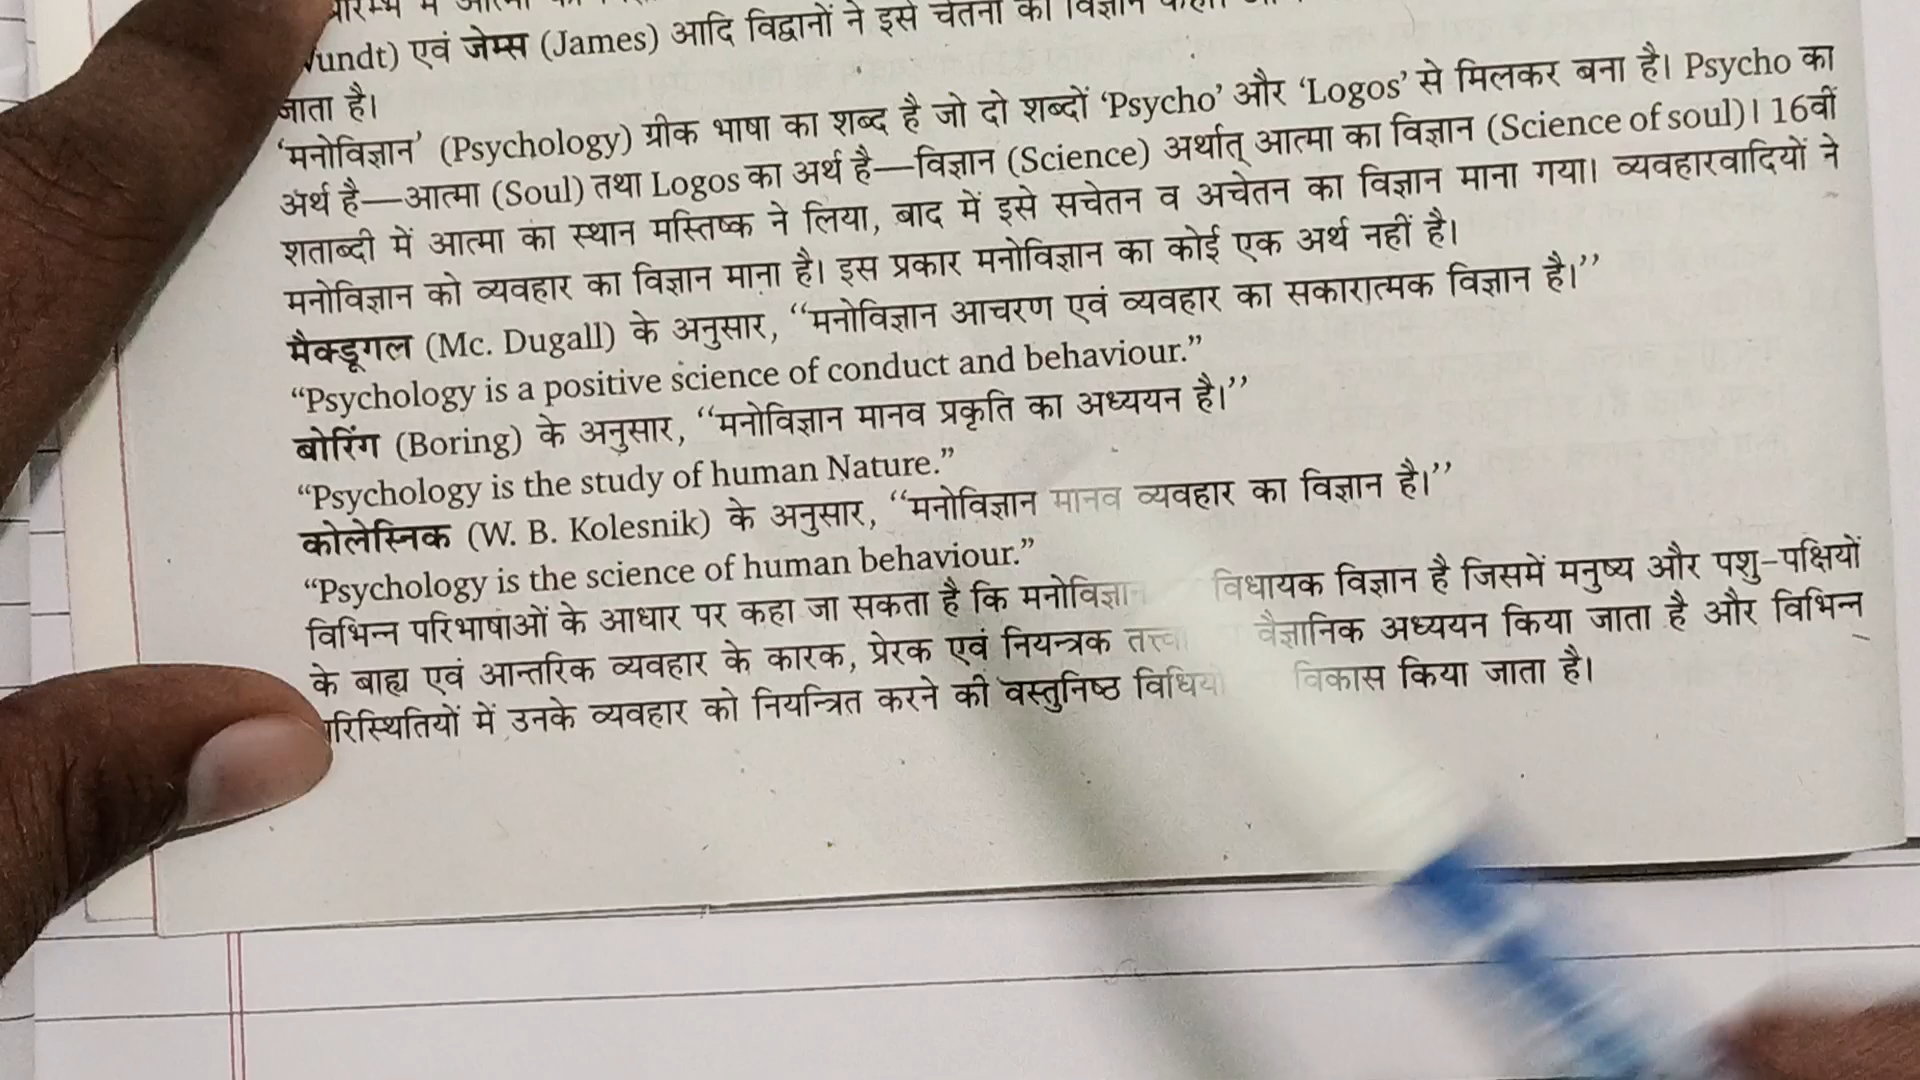 प्रारम्भ में आत्मा
undt) एवं जेम्स (James) आदि विद्वानों ने इसे चेतना का विज्ञान कहा
जाता है।
‘मनोविज्ञान’ (Psychology) ग्रीक भाषा का शब्द है जो दो शब्दों ‘Psycho’ और ‘Logos’ से मिलकर बना है। Psycho का
अर्थ है—आत्मा (Soul) तथा Logos का अर्थ है—विज्ञान (Science) अर्थात् आत्मा का विज्ञान (Science of soul)। 16वीं
शताब्दी में आत्मा का स्थान मस्तिष्क ने लिया, बाद में इसे सचेतन व अचेतन का विज्ञान माना गया। व्यवहारवादियों ने
मनोविज्ञान को व्यवहार का विज्ञान माना है। इस प्रकार मनोविज्ञान का कोई एक अर्थ नहीं है।
मैक्डूगल (Mc. Dugall) के अनुसार, ‘‘मनोविज्ञान आचरण एवं व्यवहार का सकारात्मक विज्ञान है।’’
“Psychology is a positive science of conduct and behaviour.”
बोरिंग (Boring) के अनुसार, ‘‘मनोविज्ञान मानव प्रकृति का अध्ययन है।’’
“Psychology is the study of human Nature.”
कोलेस्निक (W. B. Kolesnik) के अनुसार, ‘‘मनोविज्ञान मानव व्यवहार का विज्ञान है।’’
“Psychology is the science of human behaviour.”
विभिन्न परिभाषाओं के आधार पर कहा जा सकता है कि मनोविज्ञान विधायक विज्ञान है जिसमें मनुष्य और पशु-पक्षियों
के बाह्य एवं आन्तरिक व्यवहार के कारक, प्रेरक एवं नियन्त्रक वैज्ञानिक अध्ययन किया जाता है और विभिन्न
रिस्थितियों में उनके व्यवहार को नियन्त्रित करने की वस्तुनिष्ठ विकास किया जाता है।